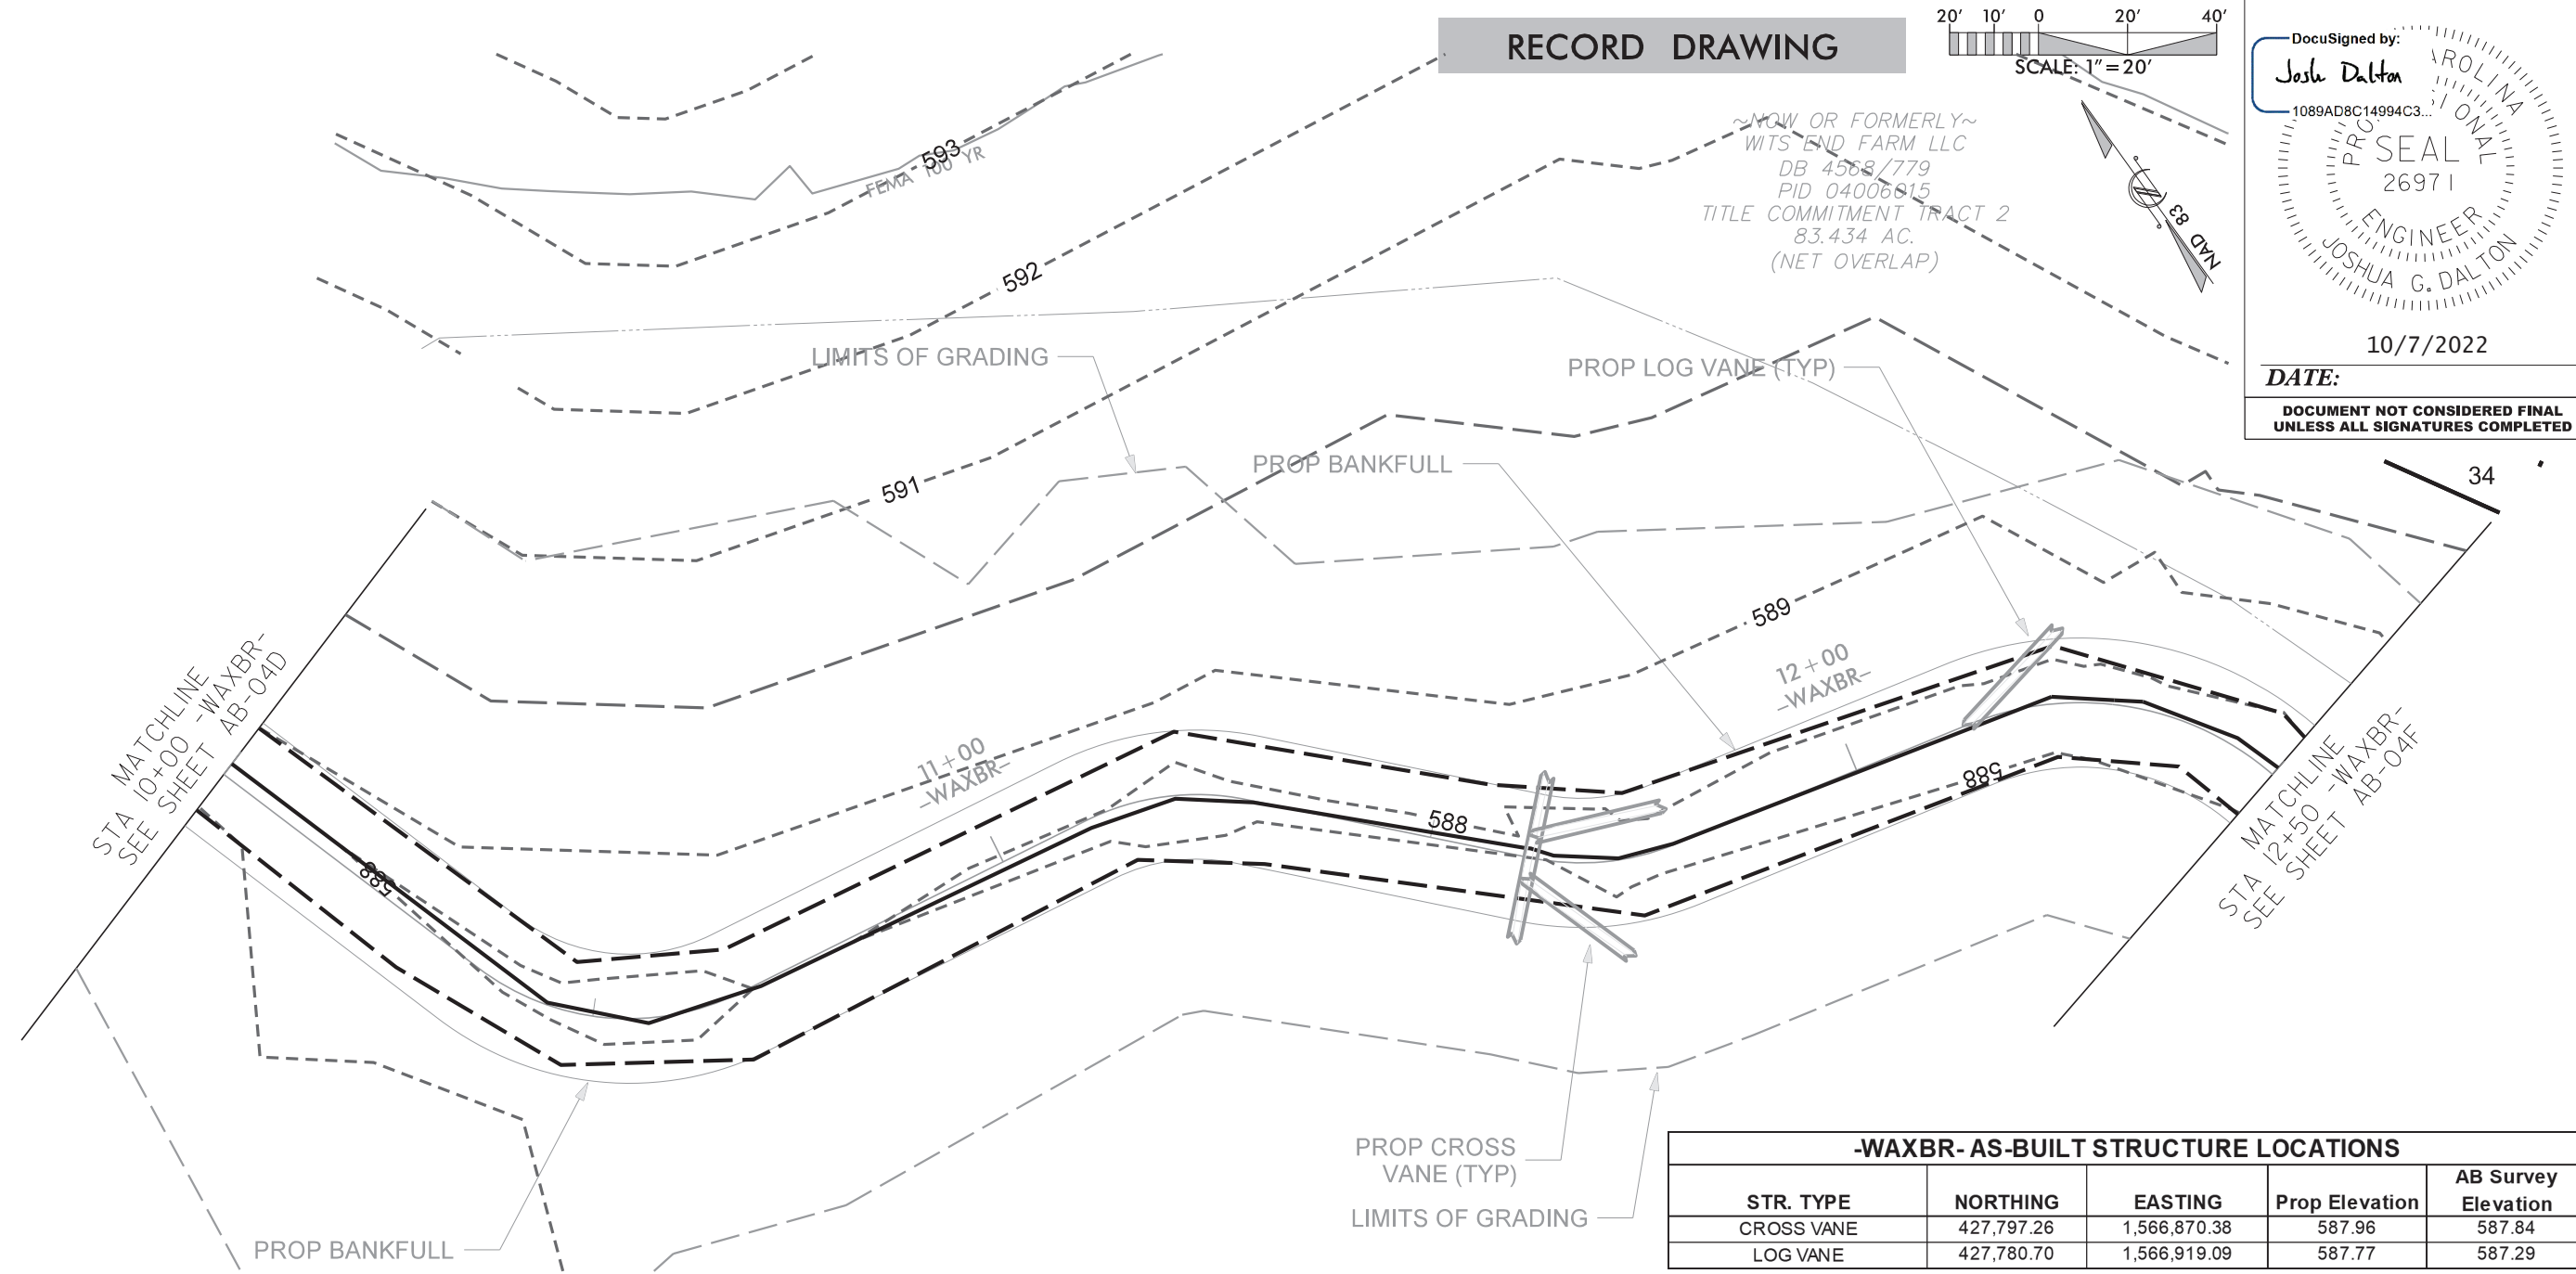 RECORD DRAWING
20' 10' 0 20' 40'
SCALE: 1"=20'
NAD 83
DocuSigned by:
Josh Dalton
1089AD8C14994C3...
SEAL
26971
ENGINEER
JOSHUA G. DALTON
10/7/2022
DATE:
DOCUMENT NOT CONSIDERED FINAL
UNLESS ALL SIGNATURES COMPLETED
~NOW OR FORMERLY~
WITS END FARM LLC
DB 4568/779
PID 04006015
TITLE COMMITMENT TRACT 2
83.434 AC.
(NET OVERLAP)
593
FEMA 100 YR
592
LIMITS OF GRADING
PROP LOG VANE (TYP)
PROP BANKFULL
591
34
589
12+00
-WAXBR-
11+00
-WAXBR-
588
588
588
MATCHLINE
STA 10+00 -WAXBR-
SEE SHEET AB-04D
MATCHLINE
STA 12+50 -WAXBR-
SEE SHEET AB-04F
PROP CROSS
VANE (TYP)
LIMITS OF GRADING
PROP BANKFULL
-WAXBR- AS-BUILT STRUCTURE LOCATIONS
STR. TYPE NORTHING EASTING Prop Elevation AB Survey Elevation
CROSS VANE 427,797.26 1,566,870.38 587.96 587.84
LOG VANE 427,780.70 1,566,919.09 587.77 587.29